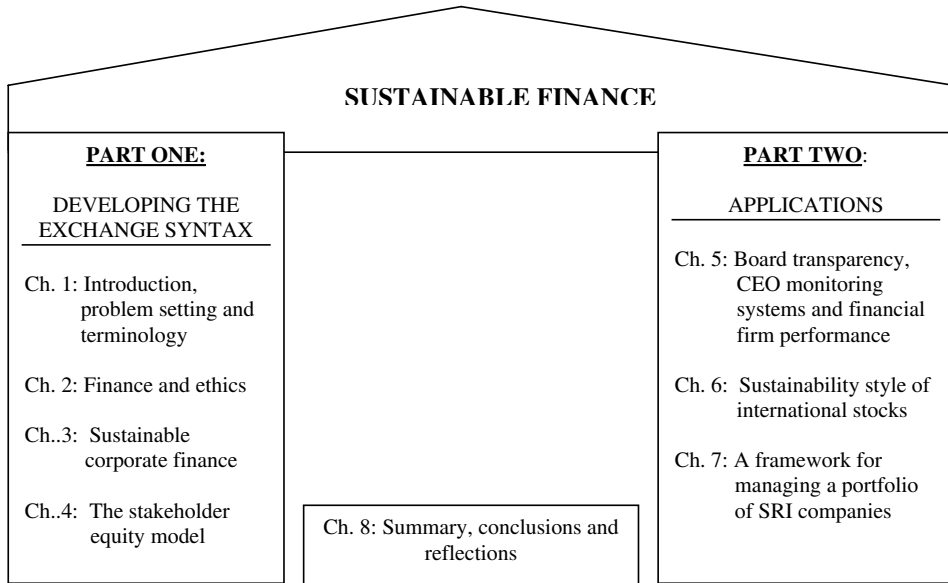 SUSTAINABLE FINANCE
PART ONE:
DEVELOPING THE
EXCHANGE SYNTAX
Ch. 1: Introduction,
problem setting and
terminology
Ch. 2: Finance and ethics
Ch..3: Sustainable
corporate finance
Ch..4: The stakeholder
equity model
Ch. 8: Summary, conclusions and
reflections
PART TWO:
APPLICATIONS
Ch. 5: Board transparency,
CEO monitoring
systems and financial
firm performance
Ch. 6: Sustainability style of
international stocks
Ch. 7: A framework for
managing a portfolio
of SRI companies